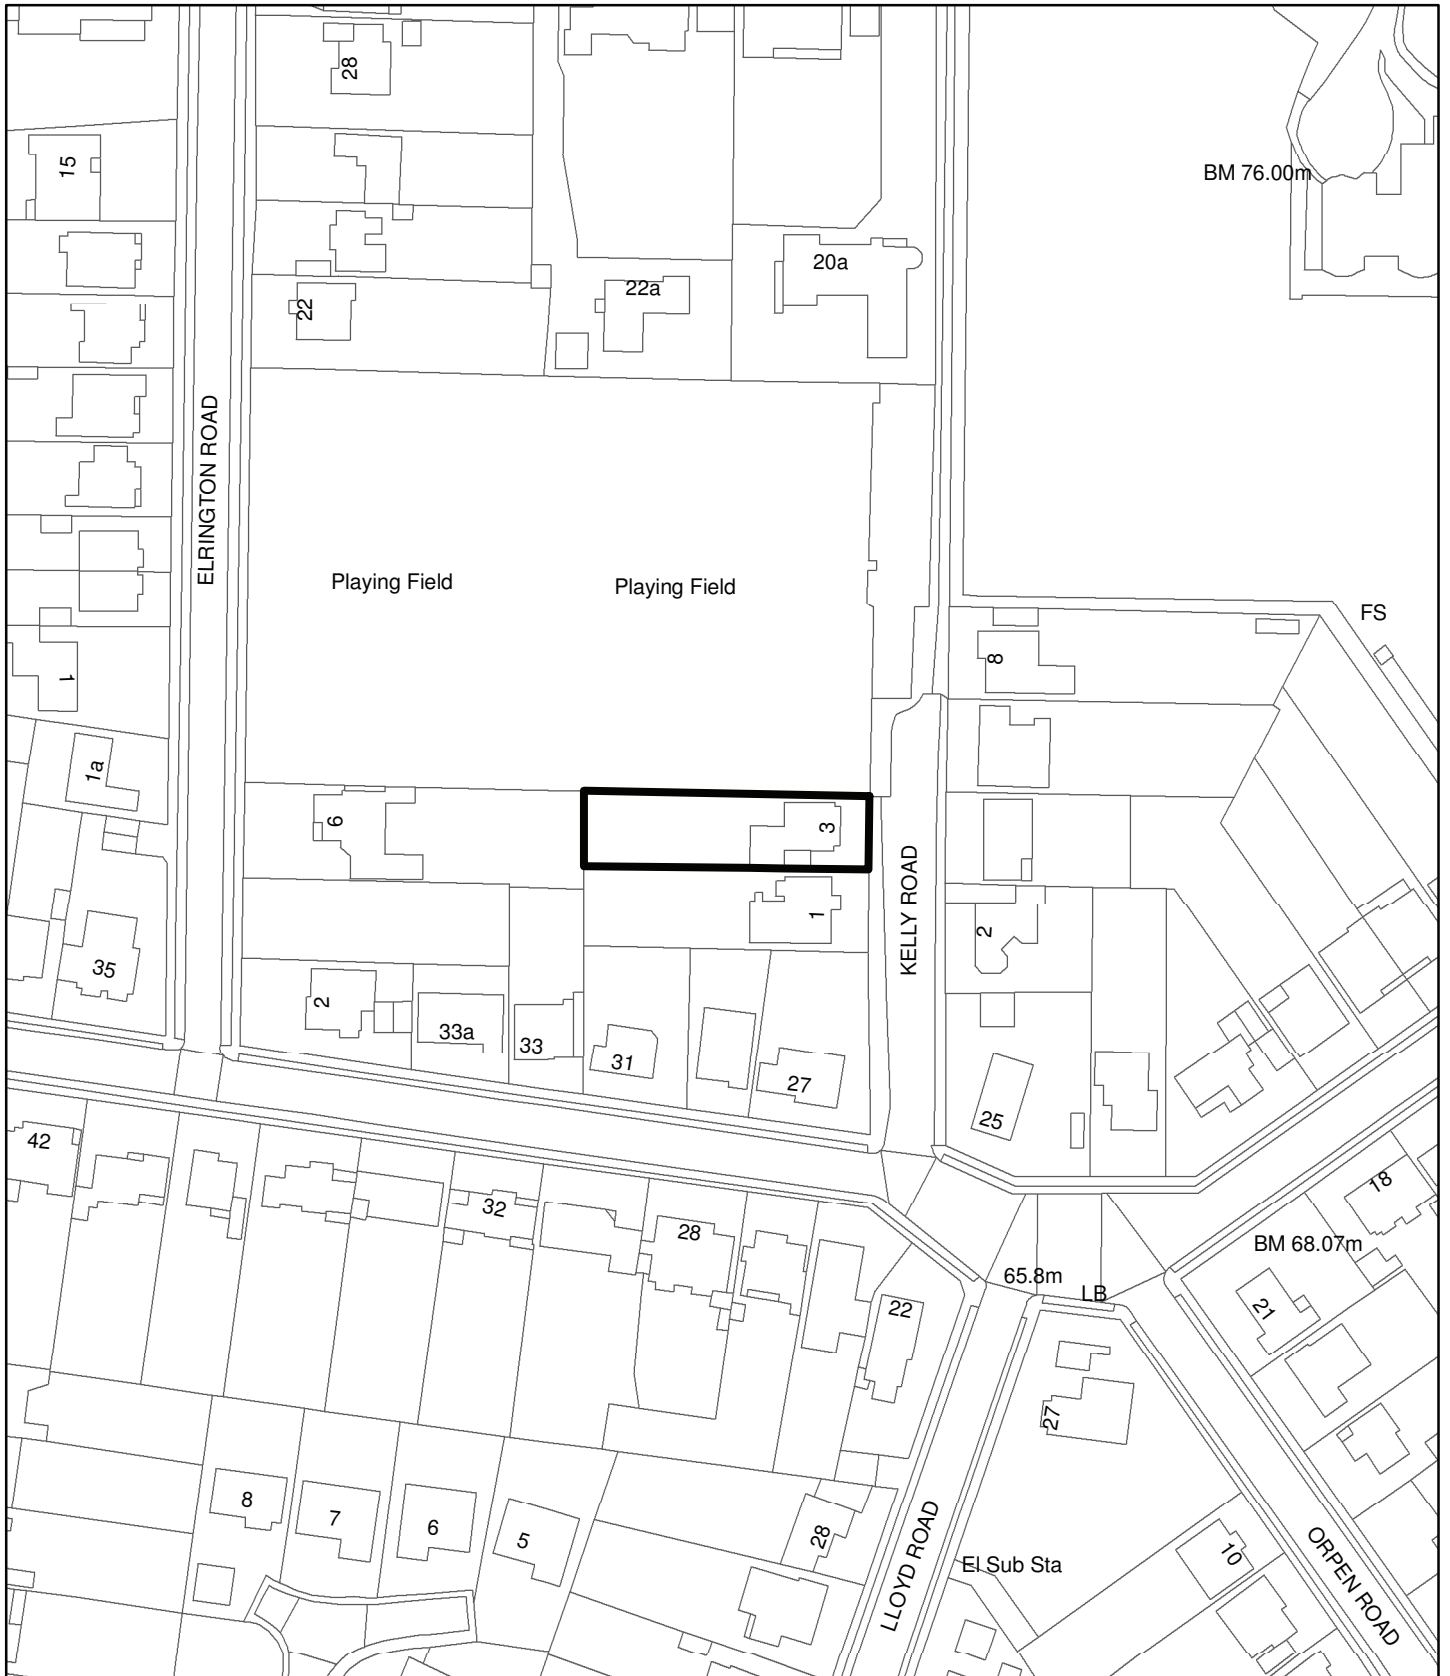 28
15
BM 76.00m
20a
22a
22
ELRINGTON ROAD
Playing Field
Playing Field
FS
8
1
1a
6
3
KELLY ROAD
1
2
35
2
33a
33
31
27
25
42
32
28
18
BM 68.07m
65.8m
LB
22
21
27
8
7
6
5
28
LLOYD ROAD
El Sub Sta
10
ORPEN ROAD